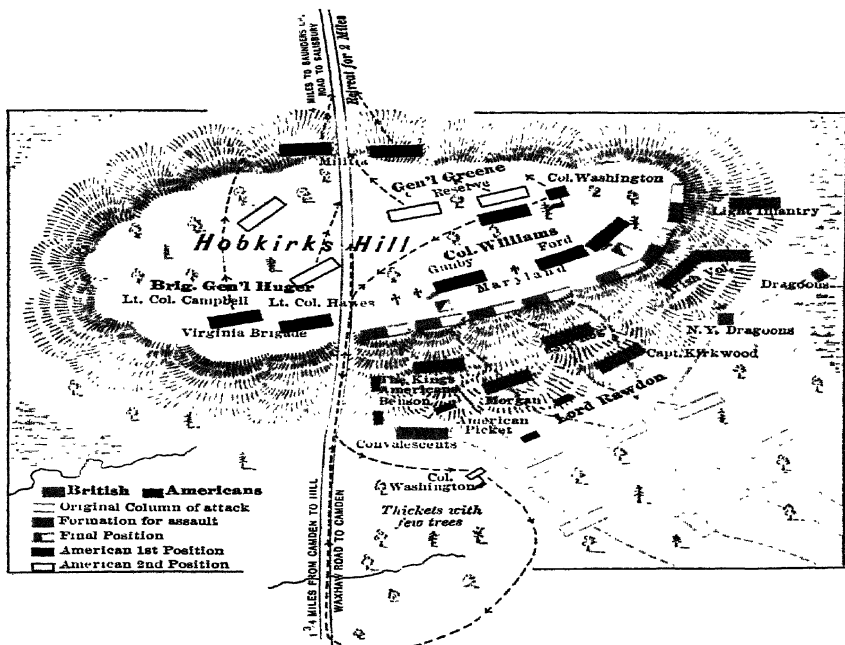 MILES TO SAUNDERS
ROAD TO SALISBURY
Retreat for 2 Miles
Militia
Gen'l Greene
Reserve
Col. Washington
Light Infantry
Hobkirks Hill
Col. Williams
Gunby
Ford
Maryland
Irish Vol.
Dragoons
Brig. Gen'l Huger
Lt. Col. Campbell
Lt. Col. Hawes
Virginia Brigade
N.Y. Dragoons
Capt. Kirkwood
The Kings
Americans
Benson
Morgan
American
Picket
Lord Rawdon
Convalescents
Col.
Washington
Thickets with
few trees
1 3/4 MILES FROM CAMDEN TO HILL
WAXHAW ROAD TO CAMDEN
British Americans
Original Column of attack
Formation for assault
Final Position
American 1st Position
American 2nd Position